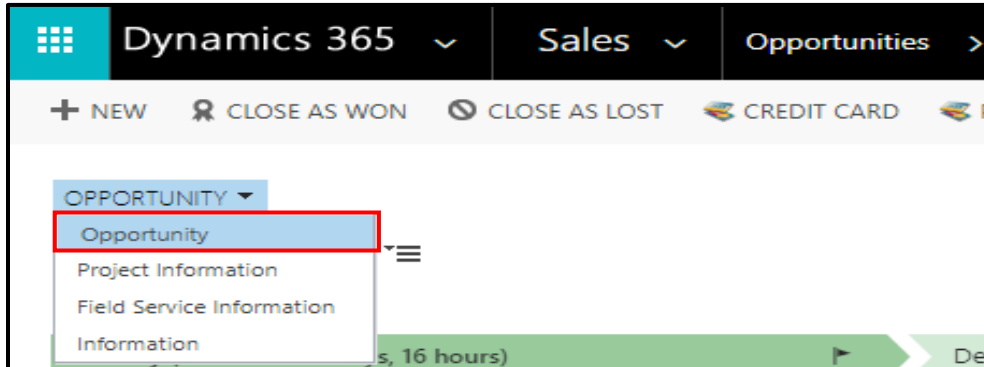 Dynamics 365 Sales Opportunities
NEW CLOSE AS WON CLOSE AS LOST CREDIT CARD
OPPORTUNITY
Opportunity
Project Information
Field Service Information
Information
s, 16 hours) De